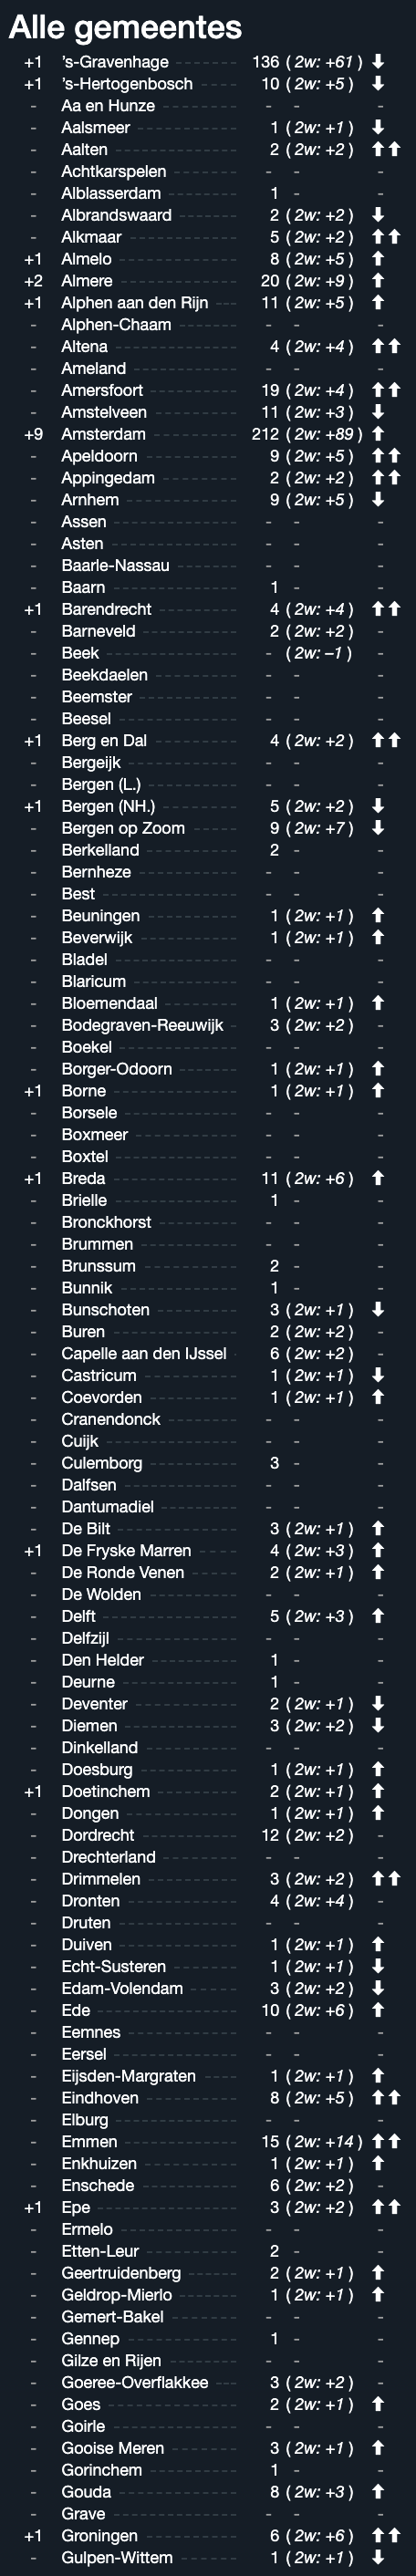 Alle gemeentes
+1 ’s-Gravenhage 136 (2w: +61) ⬇
+1 ’s-Hertogenbosch 10 (2w: +5) ⬇
- Aa en Hunze - - -
- Aalsmeer 1 (2w: +1) ⬇
- Aalten 2 (2w: +2) ⬆⬆
- Achtkarspelen - - -
- Alblasserdam 1 - -
- Albrandswaard 2 (2w: +2) ⬇
- Alkmaar 5 (2w: +2) ⬆⬆
+1 Almelo 8 (2w: +5) ⬆
+2 Almere 20 (2w: +9) ⬆
+1 Alphen aan den Rijn 11 (2w: +5) ⬆
- Alphen-Chaam - - -
- Altena 4 (2w: +4) ⬆⬆
- Ameland - - -
- Amersfoort 19 (2w: +4) ⬆⬆
- Amstelveen 11 (2w: +3) ⬇
+9 Amsterdam 212 (2w: +89) ⬆
- Apeldoorn 9 (2w: +5) ⬆⬆
- Appingedam 2 (2w: +2) ⬆⬆
- Arnhem 9 (2w: +5) ⬇
- Assen - - -
- Asten - - -
- Baarle-Nassau - - -
- Baarn 1 - -
+1 Barendrecht 4 (2w: +4) ⬆⬆
- Barneveld 2 (2w: +2) -
- Beek - (2w: –1) -
- Beekdaelen - - -
- Beemster - - -
- Beesel - - -
+1 Berg en Dal 4 (2w: +2) ⬆⬆
- Bergeijk - - -
- Bergen (L.) - - -
+1 Bergen (NH.) 5 (2w: +2) ⬇
- Bergen op Zoom 9 (2w: +7) ⬇
- Berkelland 2 - -
- Bernheze - - -
- Best - - -
- Beuningen 1 (2w: +1) ⬆
- Beverwijk 1 (2w: +1) ⬆
- Bladel - - -
- Blaricum - - -
- Bloemendaal 1 (2w: +1) ⬆
- Bodegraven-Reeuwijk 3 (2w: +2) -
- Boekel - - -
- Borger-Odoorn 1 (2w: +1) ⬆
+1 Borne 1 (2w: +1) ⬆
- Borsele - - -
- Boxmeer - - -
- Boxtel - - -
+1 Breda 11 (2w: +6) ⬆
- Brielle 1 - -
- Bronckhorst - - -
- Brummen - - -
- Brunssum 2 - -
- Bunnik 1 - -
- Bunschoten 3 (2w: +1) ⬇
- Buren 2 (2w: +2) -
- Capelle aan den IJssel 6 (2w: +2) -
- Castricum 1 (2w: +1) ⬇
- Coevorden 1 (2w: +1) ⬆
- Cranendonck - - -
- Cuijk - - -
- Culemborg 3 - -
- Dalfsen - - -
- Dantumadiel - - -
- De Bilt 3 (2w: +1) ⬆
+1 De Fryske Marren 4 (2w: +3) ⬆
- De Ronde Venen 2 (2w: +1) ⬆
- De Wolden - - -
- Delft 5 (2w: +3) ⬆
- Delfzijl - - -
- Den Helder 1 - -
- Deurne 1 - -
- Deventer 2 (2w: +1) ⬇
- Diemen 3 (2w: +2) ⬇
- Dinkelland - - -
- Doesburg 1 (2w: +1) ⬆
+1 Doetinchem 2 (2w: +1) ⬆
- Dongen 1 (2w: +1) ⬆
- Dordrecht 12 (2w: +2) -
- Drechterland - - -
- Drimmelen 3 (2w: +2) ⬆⬆
- Dronten 4 (2w: +4) -
- Druten - - -
- Duiven 1 (2w: +1) ⬆
- Echt-Susteren 1 (2w: +1) ⬇
- Edam-Volendam 3 (2w: +2) ⬇
- Ede 10 (2w: +6) ⬆
- Eemnes - - -
- Eersel - - -
- Eijsden-Margraten 1 (2w: +1) ⬆
- Eindhoven 8 (2w: +5) ⬆⬆
- Elburg - - -
- Emmen 15 (2w: +14) ⬆⬆
- Enkhuizen 1 (2w: +1) ⬆
- Enschede 6 (2w: +2) -
+1 Epe 3 (2w: +2) ⬆⬆
- Ermelo - - -
- Etten-Leur 2 - -
- Geertruidenberg 2 (2w: +1) ⬆
- Geldrop-Mierlo 1 (2w: +1) ⬆
- Gemert-Bakel - - -
- Gennep 1 - -
- Gilze en Rijen - - -
- Goeree-Overflakkee 3 (2w: +2) -
- Goes 2 (2w: +1) ⬆
- Goirle - - -
- Gooise Meren 3 (2w: +1) ⬆
- Gorinchem 1 - -
- Gouda 8 (2w: +3) ⬆
- Grave - - -
+1 Groningen 6 (2w: +6) ⬆⬆
- Gulpen-Wittem 1 (2w: +1) ⬇